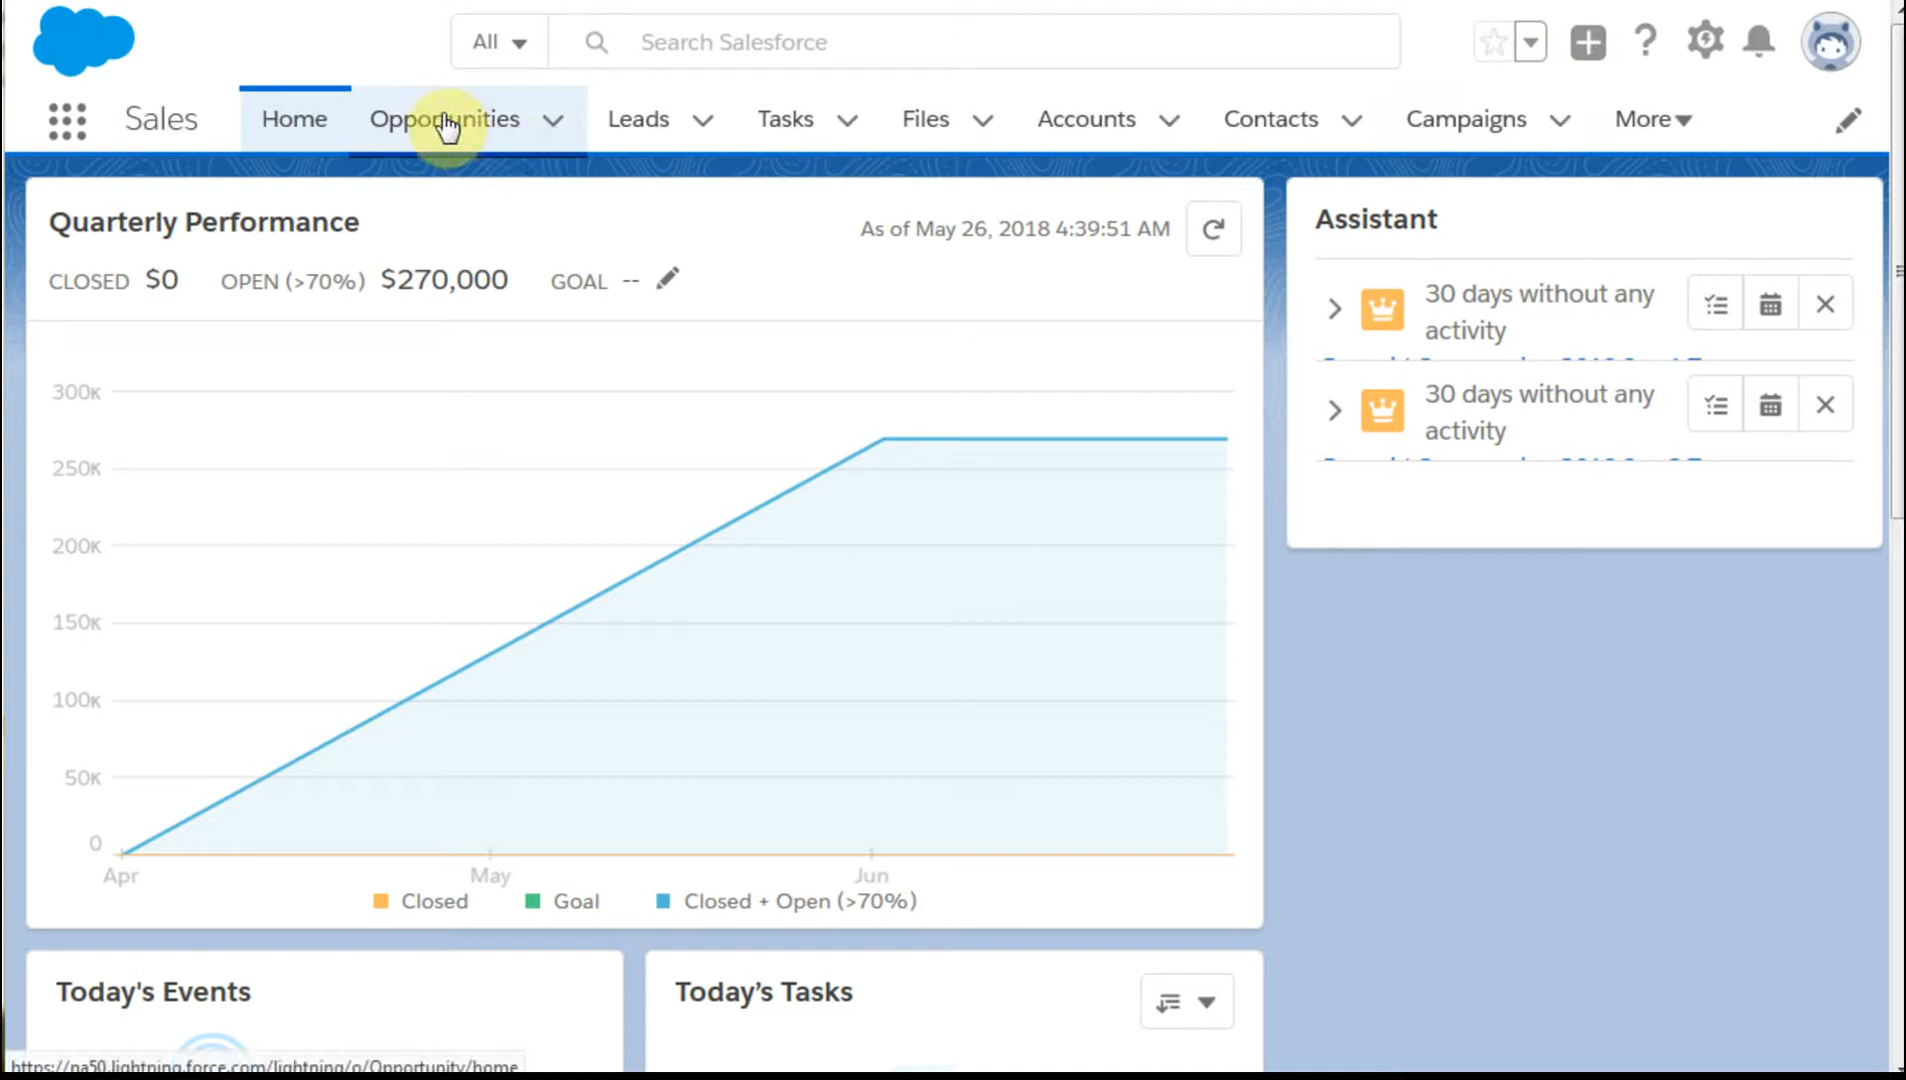 All
Search Salesforce
Sales
Home
Opportunities
Leads
Tasks
Files
Accounts
Contacts
Campaigns
More
Quarterly Performance
As of May 26, 2018 4:39:51 AM
CLOSED $0 OPEN (>70%) $270,000 GOAL --
300K
250K
200K
150K
100K
50K
0
Apr May Jun
Closed Goal Closed + Open (>70%)
Assistant
30 days without any
activity
30 days without any
activity
Today's Events
Today’s Tasks
https://na50.lightning.force.com/lightning/o/Opportunity/home